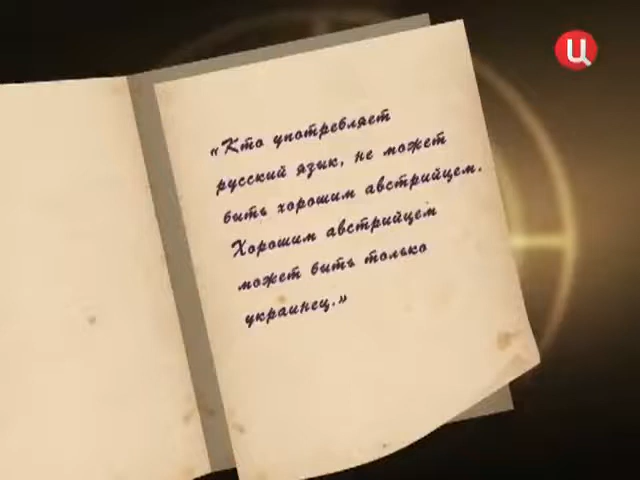 Ц
«Кто употребляет
русский язык, не может
быть хорошим австрийцем.
Хорошим австрийцем
может быть только
украинец.»